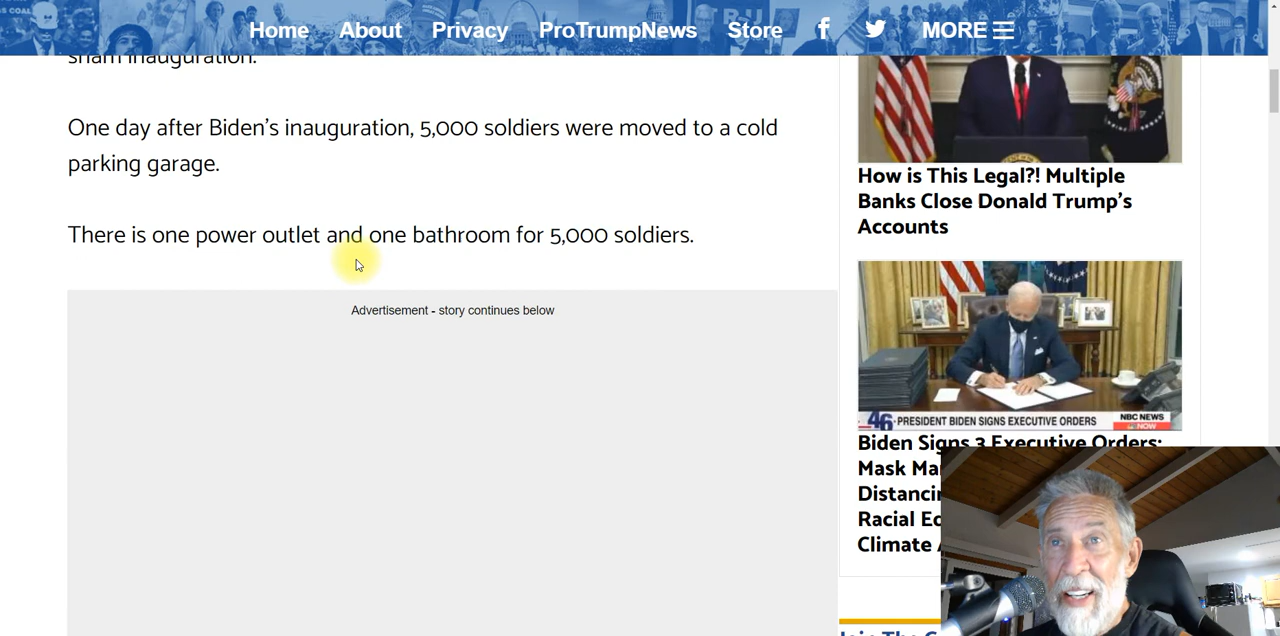 Home About Privacy ProTrumpNews Store f MORE
sham inauguration.
One day after Biden's inauguration, 5,000 soldiers were moved to a cold
parking garage.
There is one power outlet and one bathroom for 5,000 soldiers.
Advertisement - story continues below
How is This Legal?! Multiple
Banks Close Donald Trump's
Accounts
46 PRESIDENT BIDEN SIGNS EXECUTIVE ORDERS
NBC NEWS
NOW
Biden Signs 3 Executive Orders:
Mask
Racial
Climate